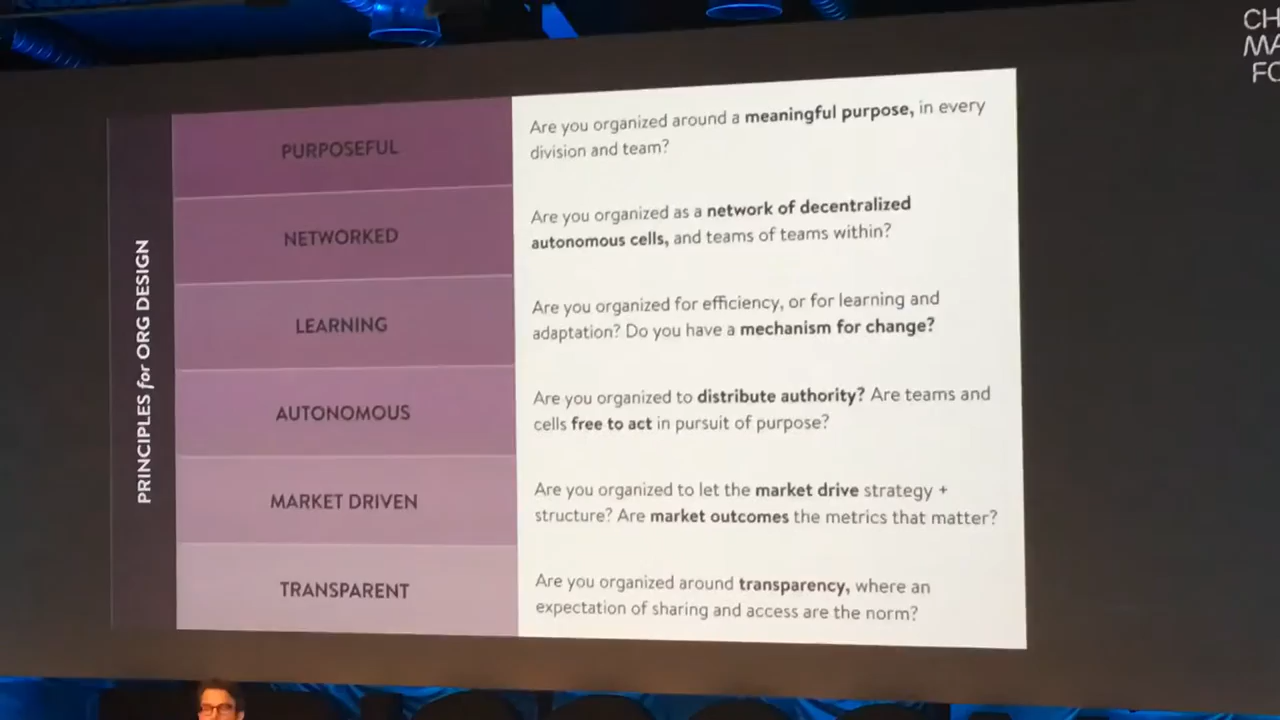 CH
MA
FO
PRINCIPLES for ORG DESIGN
PURPOSEFUL
Are you organized around a meaningful purpose, in every
division and team?
NETWORKED
Are you organized as a network of decentralized
autonomous cells, and teams of teams within?
LEARNING
Are you organized for efficiency, or for learning and
adaptation? Do you have a mechanism for change?
AUTONOMOUS
Are you organized to distribute authority? Are teams and
cells free to act in pursuit of purpose?
MARKET DRIVEN
Are you organized to let the market drive strategy +
structure? Are market outcomes the metrics that matter?
TRANSPARENT
Are you organized around transparency, where an
expectation of sharing and access are the norm?